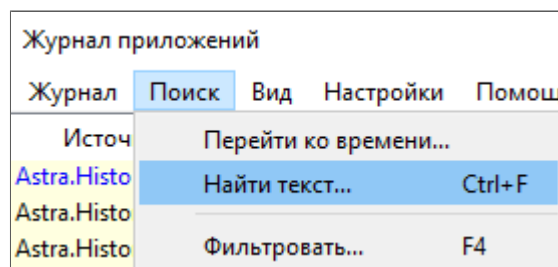 Журнал приложений
Журнал Поиск Вид Настройки
Источ Перейти ко времени...
Astra.Histo Найти текст... Ctrl+F
Astra.Histo
Astra.Histo Фильтровать... F4